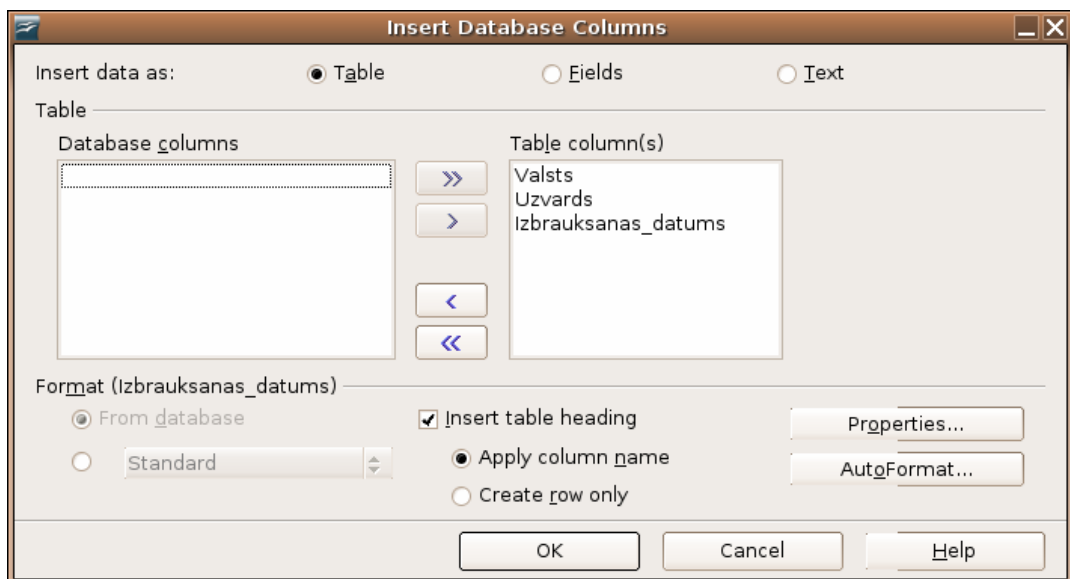 Insert Database Columns
Insert data as: Table Fields Text
Table
Database columns Table column(s)
Valsts
Uzvards
Izbrauksanas_datums
Format (Izbrauksanas_datums)
From database Insert table heading Properties...
Standard Apply column name AutoFormat...
Create row only
OK Cancel Help